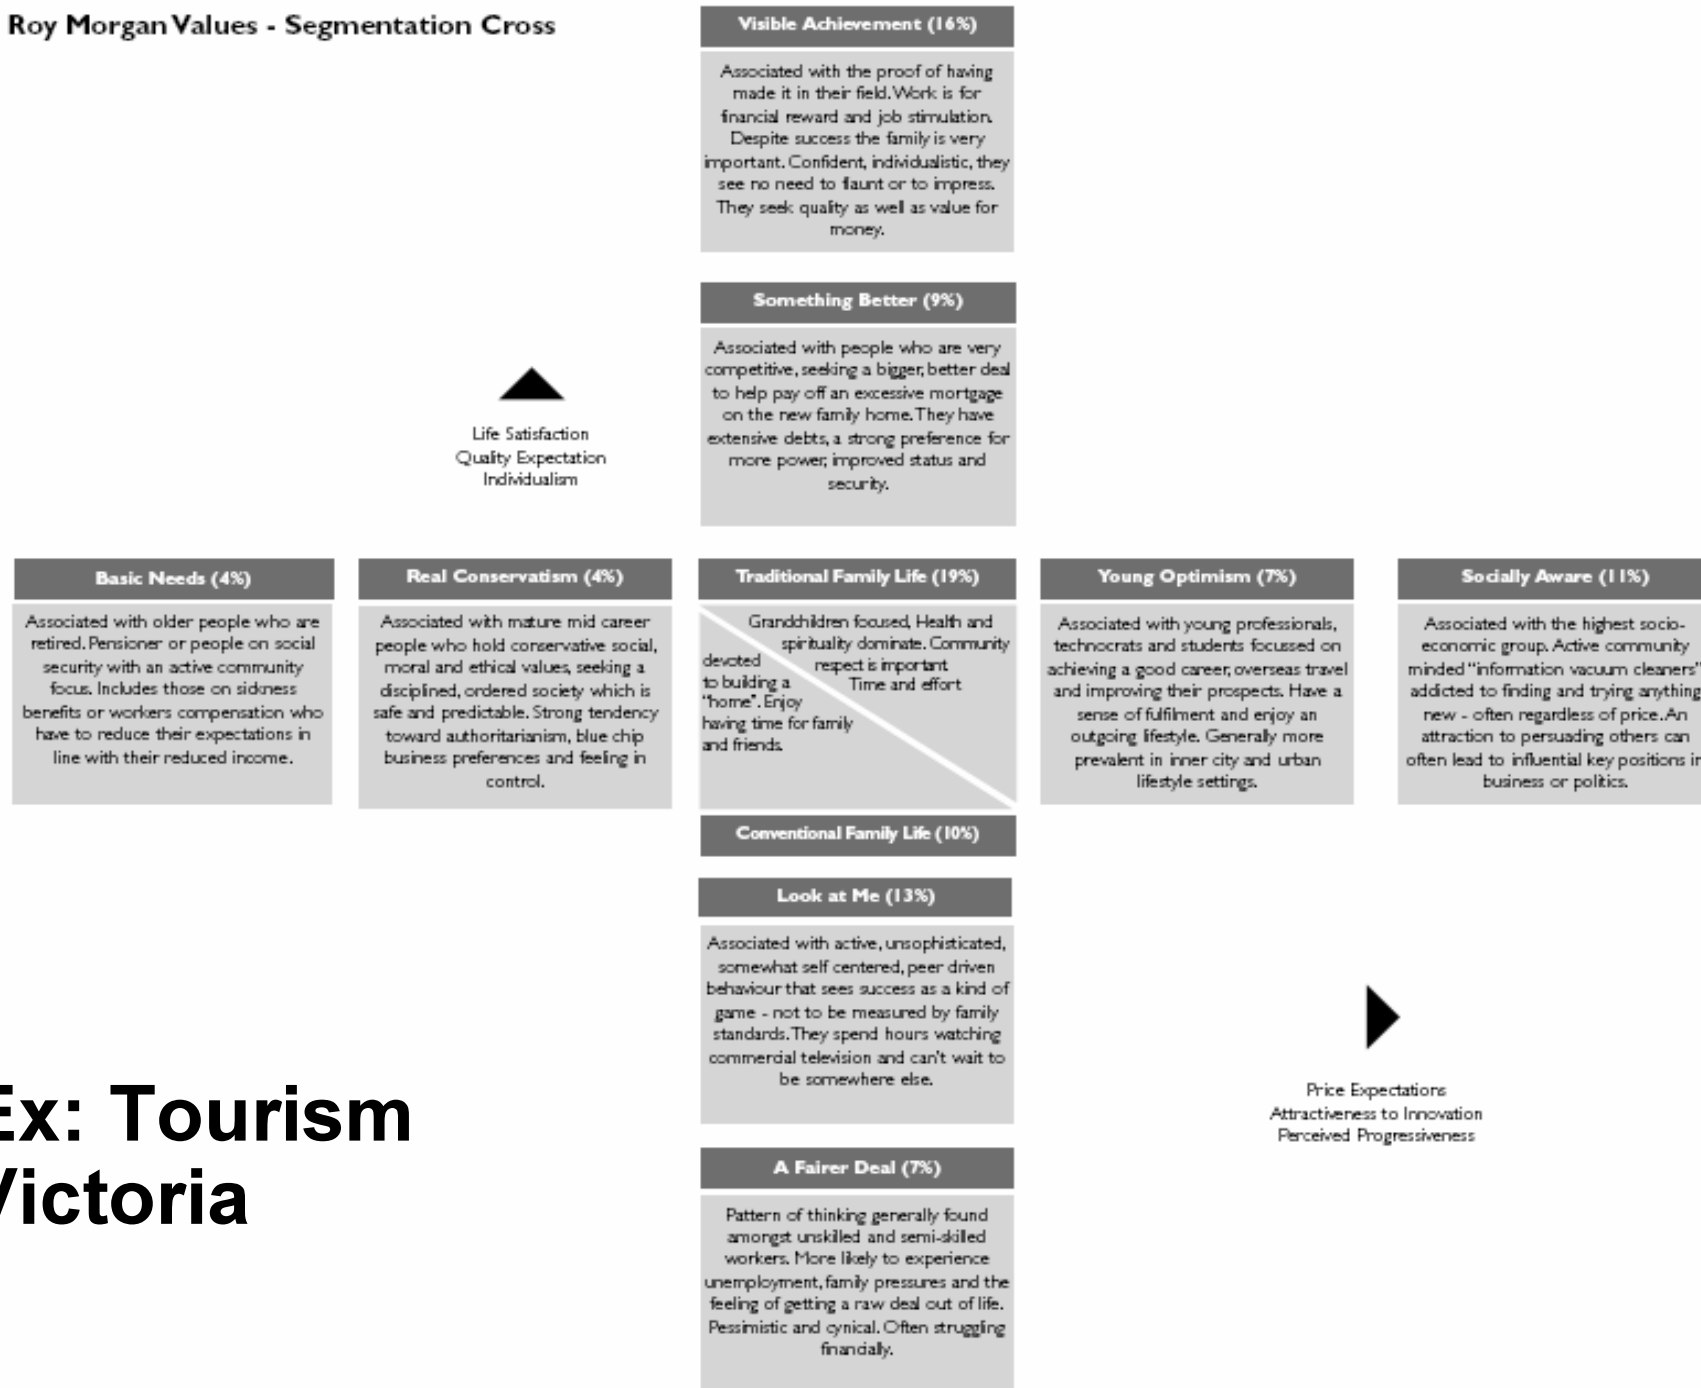 Roy Morgan Values - Segmentation Cross
Visible Achievement (16%)
Associated with the proof of having
made it in their field. Work is for
financial reward and job stimulation.
Despite success the family is very
important. Confident, individualistic, they
see no need to flaunt or to impress.
They seek quality as well as value for
money.
Something Better (9%)
Associated with people who are very
competitive, seeking a bigger, better deal
to help pay off an excessive mortgage
on the new family home. They have
extensive debts, a strong preference for
more power, improved status and
security.
Life Satisfaction
Quality Expectation
Individualism
Basic Needs (4%)
Associated with older people who are
retired. Pensioner or people on social
security with an active community
focus. Includes those on sickness
benefits or workers compensation who
have to reduce their expectations in
line with their reduced income.
Real Conservatism (4%)
Associated with mature mid career
people who hold conservative social,
moral and ethical values, seeking a
disciplined, ordered society which is
safe and predictable. Strong tendency
toward authoritarianism, blue chip
business preferences and feeling in
control.
Traditional Family Life (19%)
Grandchildren focused, Health and
spirituality dominate. Community
respect is important
Time and effort
devoted
to building a
"home". Enjoy
having time for family
and friends.
Conventional Family Life (10%)
Young Optimism (7%)
Associated with young professionals,
technocrats and students focussed on
achieving a good career, overseas travel
and improving their prospects. Have a
sense of fulfilment and enjoy an
outgoing lifestyle. Generally more
prevalent in inner city and urban
lifestyle settings.
Socially Aware (11%)
Associated with the highest socio-
economic group. Active community
minded "information vacuum cleaners"
addicted to finding and trying anything
new - often regardless of price. An
attraction to persuading others can
often lead to influential key positions in
business or politics.
Look at Me (13%)
Associated with active, unsophisticated,
somewhat self centered, peer driven
behaviour that sees success as a kind of
game - not to be measured by family
standards. They spend hours watching
commercial television and can't wait to
be somewhere else.
Price Expectations
Attractiveness to Innovation
Perceived Progressiveness
Ex: Tourism
Victoria
A Fairer Deal (7%)
Pattern of thinking generally found
amongst unskilled and semi-skilled
workers. More likely to experience
unemployment, family pressures and the
feeling of getting a raw deal out of life.
Pessimistic and cynical. Often struggling
financially.